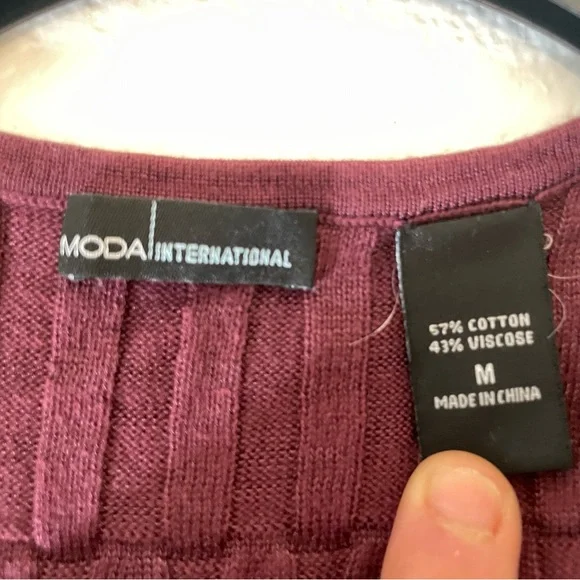 MODA INTERNATIONAL
57% COTTON
43% VISCOSE
M
MADE IN CHINA